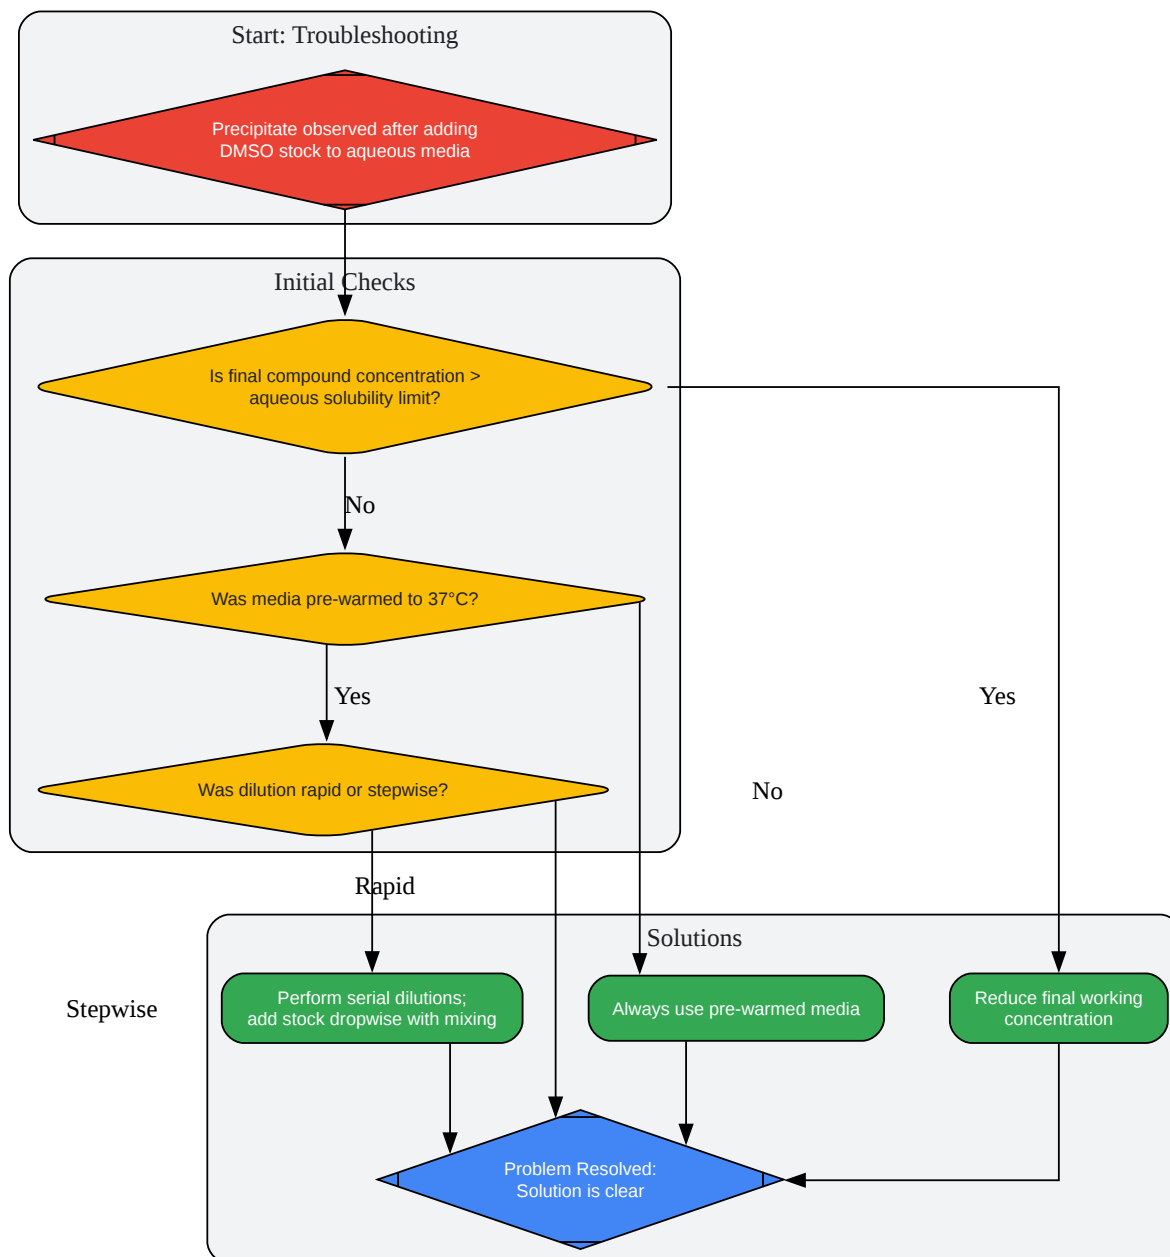 Start: Troubleshooting
Precipitate observed after adding
DMSO stock to aqueous media
Initial Checks
Is final compound concentration >
aqueous solubility limit?
No
Was media pre-warmed to 37°C?
Yes
Yes
Was dilution rapid or stepwise?
No
Rapid
Solutions
Stepwise
Perform serial dilutions;
add stock dropwise with mixing
Always use pre-warmed media
Reduce final working
concentration
Problem Resolved:
Solution is clear